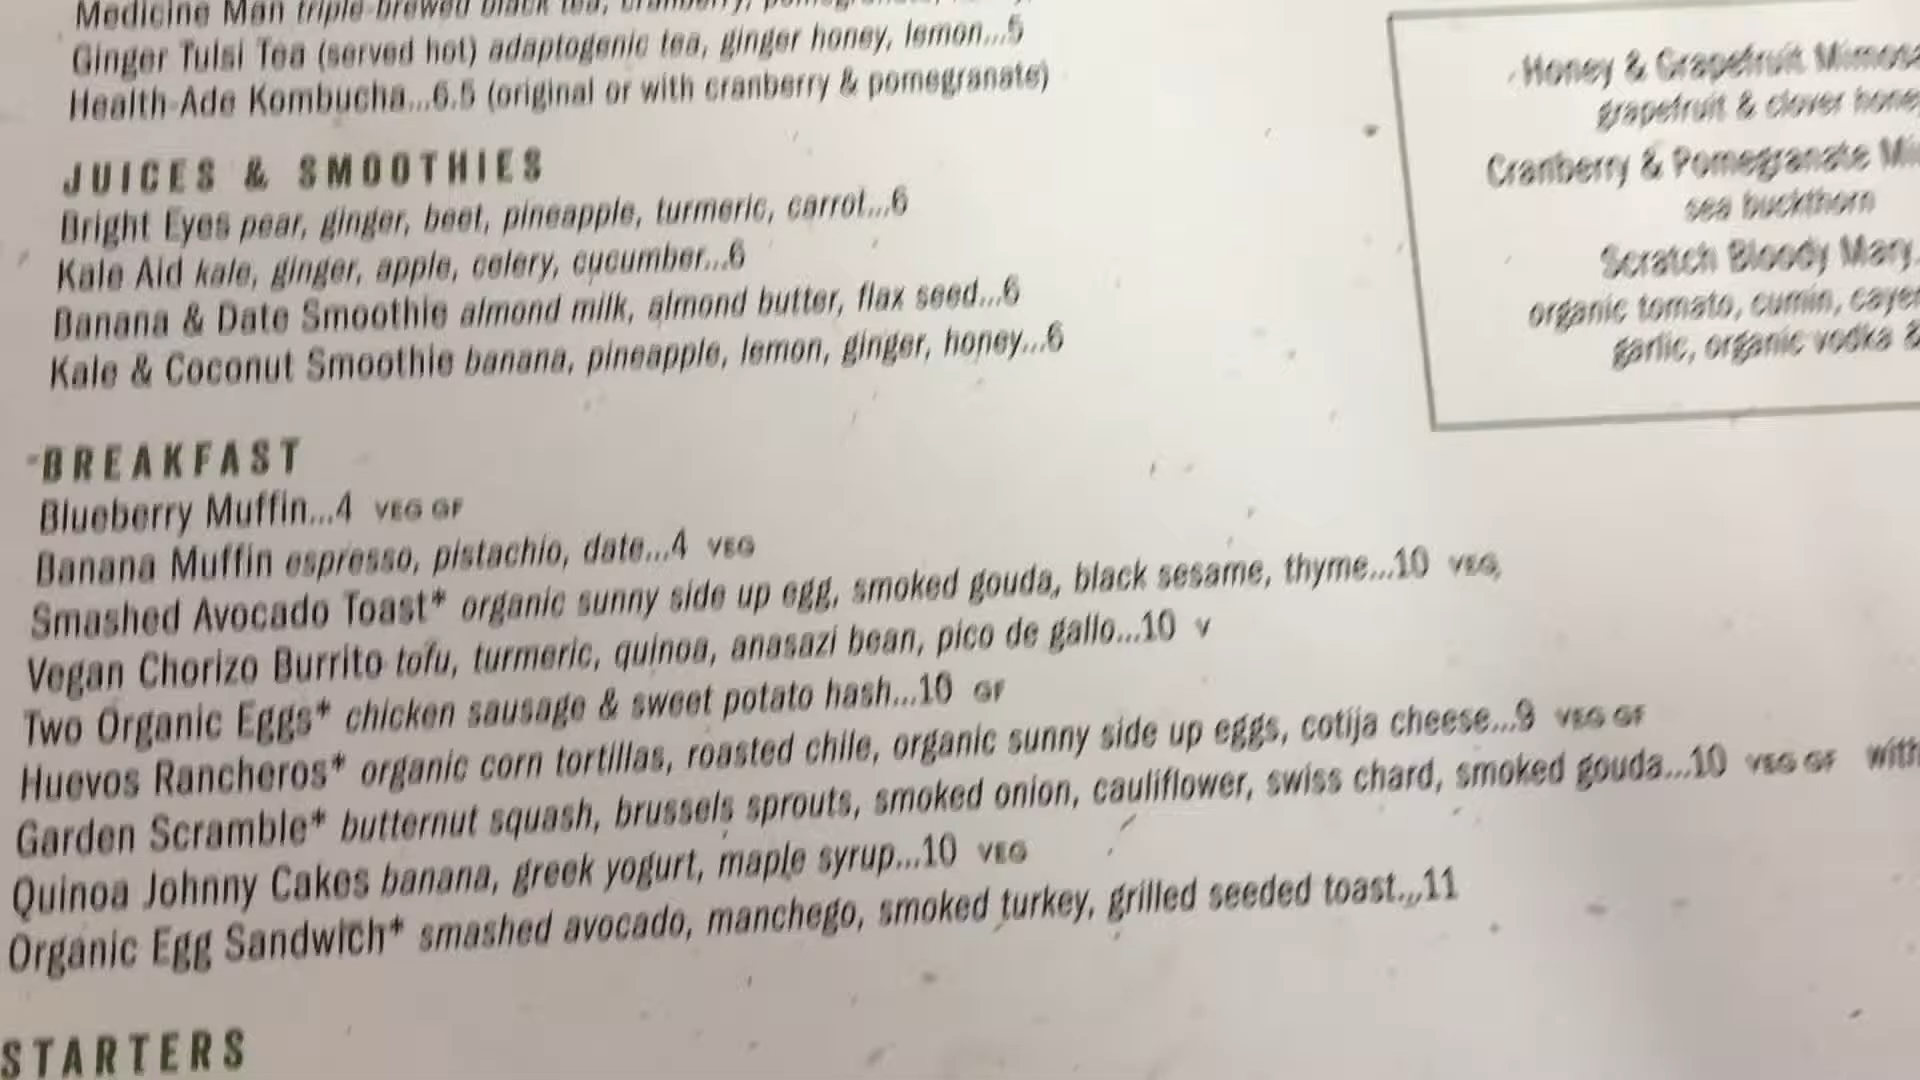 Medicine Man triple-brewed black tea, cranberry,
Ginger Tulsi Tea (served hot) adaptogenic tea, ginger honey, lemon...5
Health-Ade Kombucha...6.5 (original or with cranberry & pomegranate)
JUICES & SMOOTHIES
Bright Eyes pear, ginger, beet, pineapple, turmeric, carrot...6
Kale Aid kale, ginger, apple, celery, cucumber...6
Banana & Date Smoothie almond milk, almond butter, flax seed...6
Kale & Coconut Smoothie banana, pineapple, lemon, ginger, honey...6
BREAKFAST
Blueberry Muffin...4 VEG GF
Banana Muffin espresso, pistachio, date...4 VEG
Smashed Avocado Toast* organic sunny side up egg, smoked gouda, black sesame, thyme...10 VEG
Vegan Chorizo Burrito tofu, turmeric, quinoa, anasazi bean, pico de gallo...10 V
Two Organic Eggs* chicken sausage & sweet potato hash...10 GF
Huevos Rancheros* organic corn tortillas, roasted chile, organic sunny side up eggs, cotija cheese...9 VEG GF
Garden Scramble* butternut squash, brussels sprouts, smoked onion, cauliflower, swiss chard, smoked gouda...10 VEG GF with
Quinoa Johnny Cakes banana, greek yogurt, maple syrup...10 VEG
Organic Egg Sandwich* smashed avocado, manchego, smoked turkey, grilled seeded toast...11
STARTERS
Honey & Grapefruit Mimosa
grapefruit & clover honey
Cranberry & Pomegranate
sea buckthorn
Scratch Bloody Mary
organic tomato, cumin,
garlic, organic vodka &